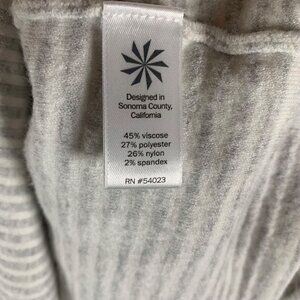 Designed in
Sonoma County,
California
45% viscose
27% polyester
26% nylon
2% spandex
RN #54023